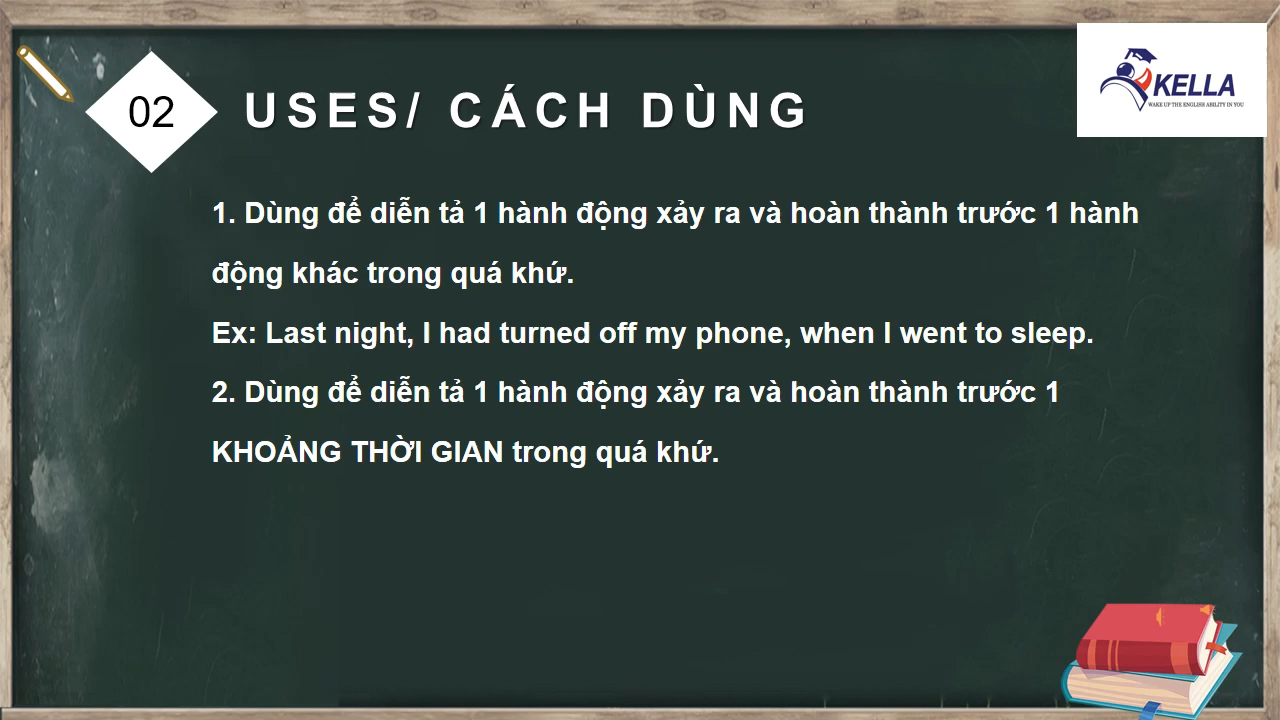 02
USES/ CÁCH DÙNG
KELLA
WAKE UP THE ENGLISH ABILITY IN YOU
1. Dùng để diễn tả 1 hành động xảy ra và hoàn thành trước 1 hành
động khác trong quá khứ.
Ex: Last night, I had turned off my phone, when I went to sleep.
2. Dùng để diễn tả 1 hành động xảy ra và hoàn thành trước 1
KHOẢNG THỜI GIAN trong quá khứ.